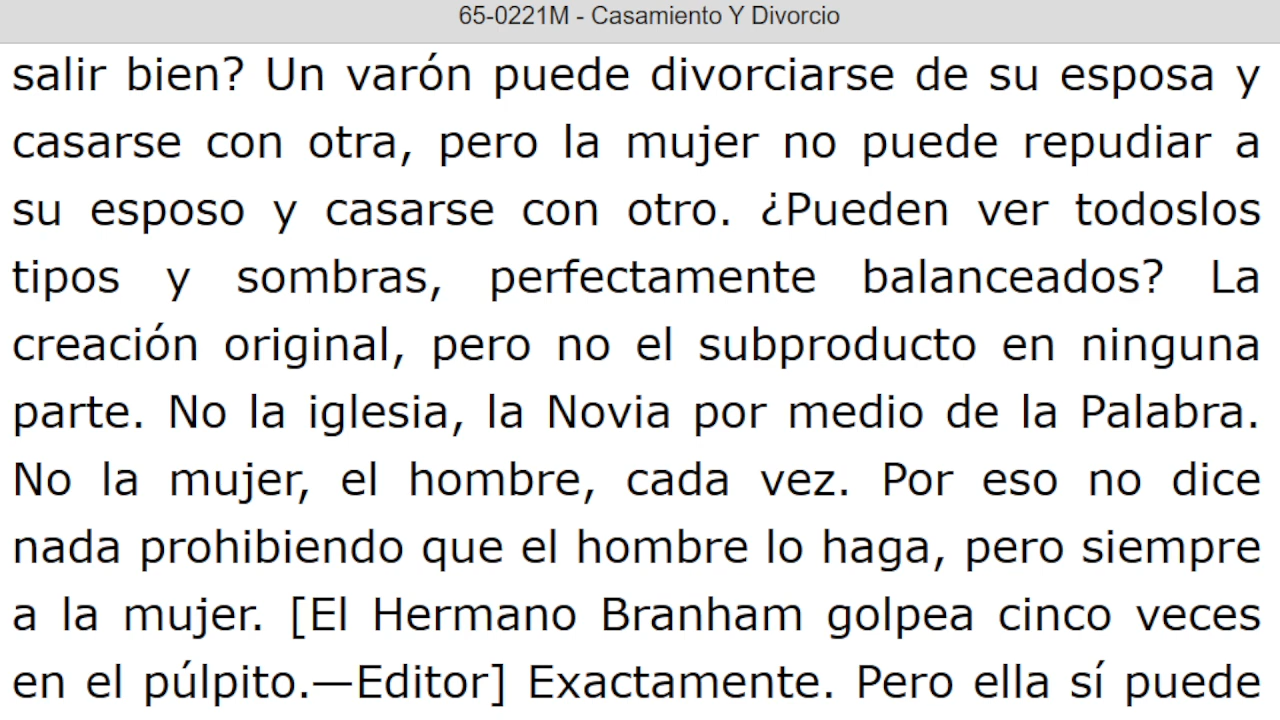 65-0221M - Casamiento Y Divorcio
salir bien? Un varón puede divorciarse de su esposa y
casarse con otra, pero la mujer no puede repudiar a
su esposo y casarse con otro. ¿Pueden ver todoslos
tipos y sombras, perfectamente balanceados? La
creación original, pero no el subproducto en ninguna
parte. No la iglesia, la Novia por medio de la Palabra.
No la mujer, el hombre, cada vez. Por eso no dice
nada prohibiendo que el hombre lo haga, pero siempre
a la mujer. [El Hermano Branham golpea cinco veces
en el púlpito.—Editor] Exactamente. Pero ella sí puede